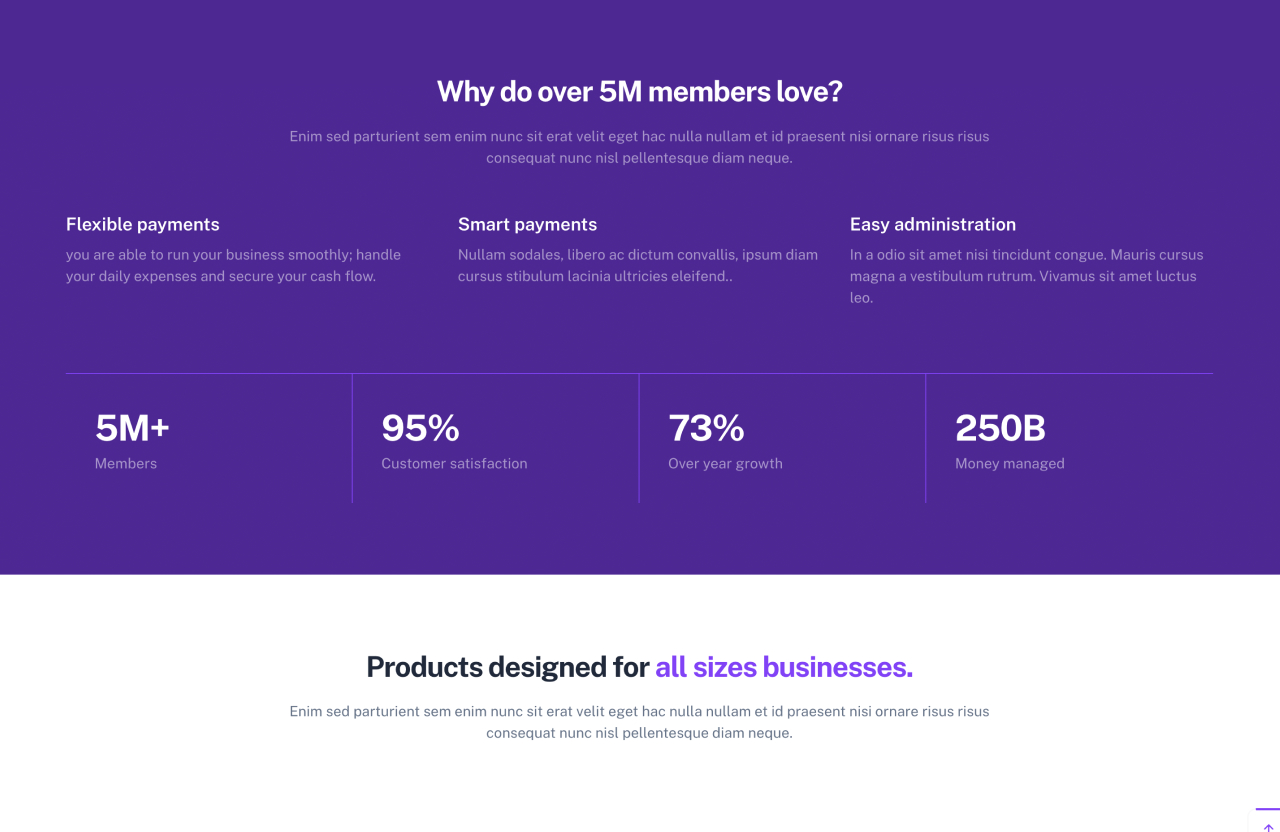 Why do over 5M members love?
Enim sed parturient sem enim nunc sit erat velit eget hac nulla nullam et id praesent nisi ornare risus risus
consequat nunc nisl pellentesque diam neque.
Flexible payments
you are able to run your business smoothly; handle
your daily expenses and secure your cash flow.
Smart payments
Nullam sodales, libero ac dictum convallis, ipsum diam
cursus stibulum lacinia ultricies eleifend..
Easy administration
In a odio sit amet nisi tincidunt congue. Mauris cursus
magna a vestibulum rutrum. Vivamus sit amet luctus
leo.
5M+
Members
95%
Customer satisfaction
73%
Over year growth
250B
Money managed
Products designed for all sizes businesses.
Enim sed parturient sem enim nunc sit erat velit eget hac nulla nullam et id praesent nisi ornare risus risus
consequat nunc nisl pellentesque diam neque.